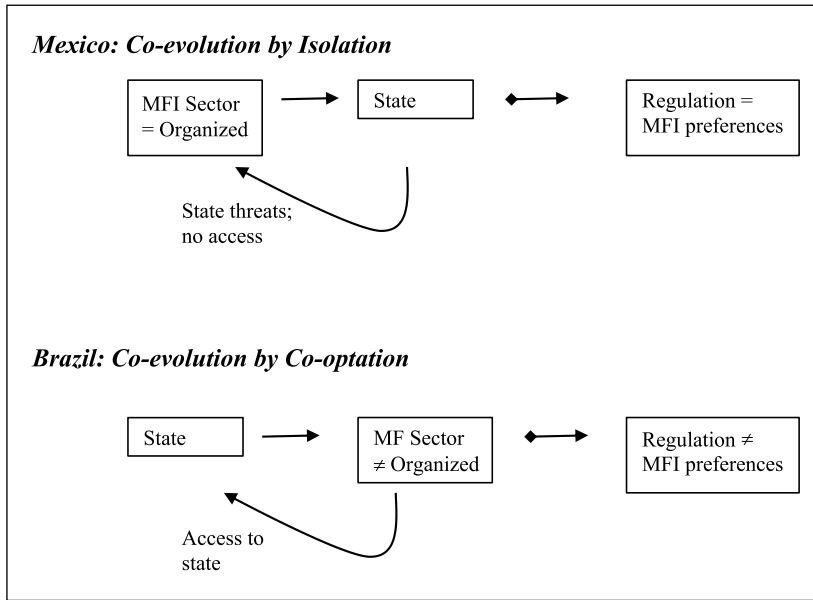 Mexico: Co-evolution by Isolation
MFI Sector
= Organized
State
Regulation =
MFI preferences
State threats;
no access
Brazil: Co-evolution by Co-optation
State
MF Sector
≠ Organized
Regulation ≠
MFI preferences
Access to
state